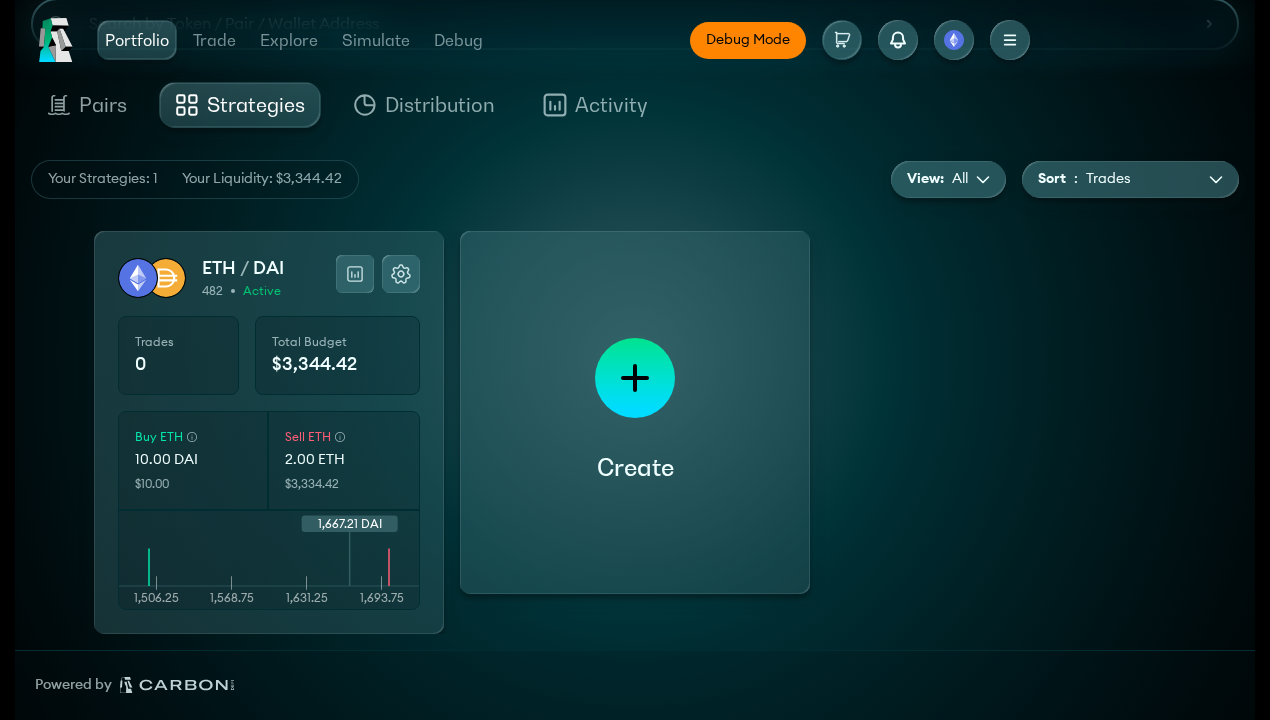 Search by Token / Pair / Wallet Address
Portfolio Trade Explore Simulate Debug Debug Mode
Pairs Strategies Distribution Activity
Your Strategies: 1 Your Liquidity: $3,344.42 View: All Sort : Trades
ETH / DAI
482 • Active
Trades Total Budget
0 $3,344.42
Buy ETH Sell ETH
10.00 DAI 2.00 ETH
$10.00 $3,334.42
1,667.21 DAI
1,506.25 1,568.75 1,631.25 1,693.75
Create
Powered by CARBON